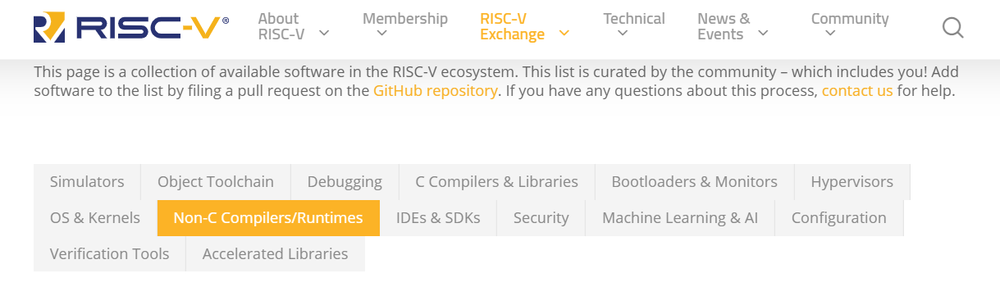 RISC-V®
About RISC-V
Membership
RISC-V Exchange
Technical
News & Events
Community
This page is a collection of available software in the RISC-V ecosystem. This list is curated by the community – which includes you! Add
software to the list by filing a pull request on the GitHub repository. If you have any questions about this process, contact us for help.
Simulators
Object Toolchain
Debugging
C Compilers & Libraries
Bootloaders & Monitors
Hypervisors
OS & Kernels
Non-C Compilers/Runtimes
IDEs & SDKs
Security
Machine Learning & AI
Configuration
Verification Tools
Accelerated Libraries